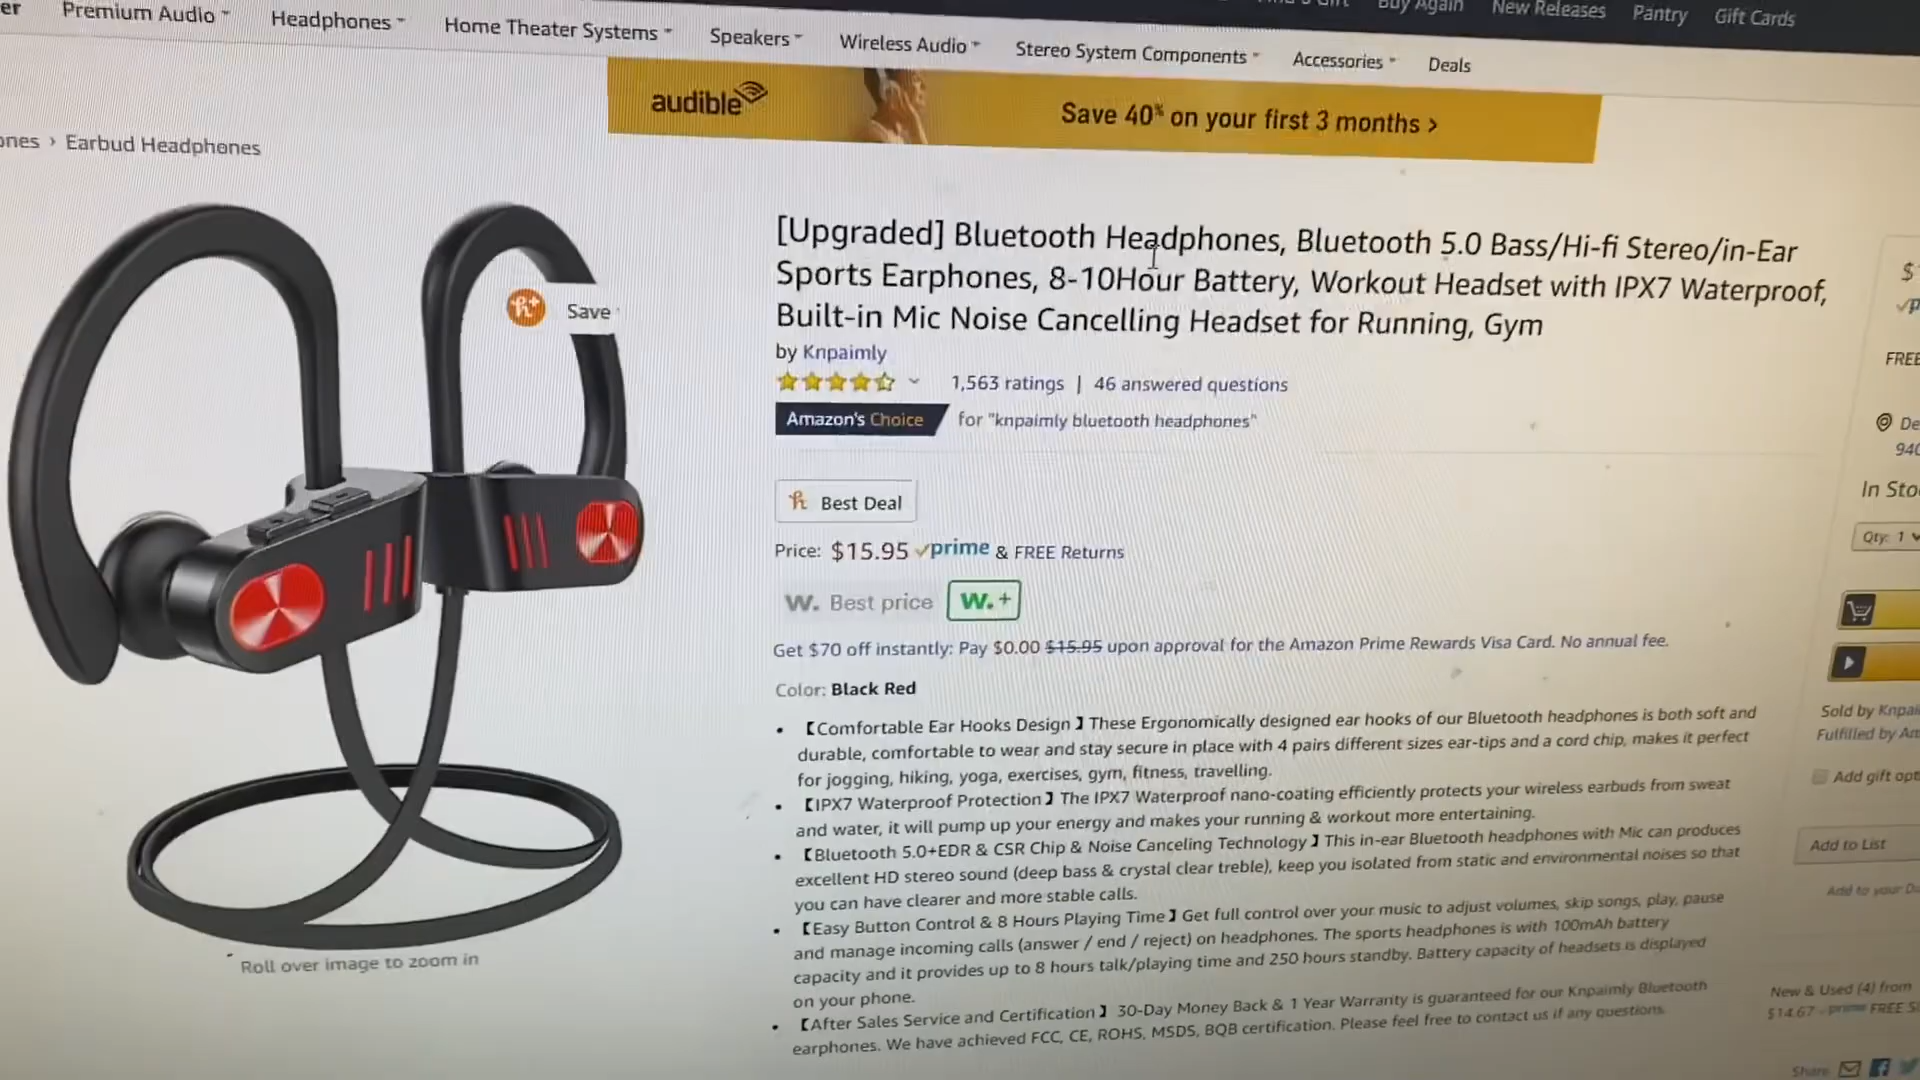 er Premium Audio Headphones Home Theater Systems Speakers Wireless Audio Stereo System Components Accessories Deals
Buy Again New Releases Pantry Gift Cards
audible
Save 40% on your first 3 months >
ones › Earbud Headphones
[Upgraded] Bluetooth Headphones, Bluetooth 5.0 Bass/Hi-fi Stereo/in-Ear
Sports Earphones, 8-10Hour Battery, Workout Headset with IPX7 Waterproof,
Built-in Mic Noise Cancelling Headset for Running, Gym
by Knpaimly
1,563 ratings | 46 answered questions
Amazon's Choice for "knpaimly bluetooth headphones"
Save
Best Deal
Price: $15.95 prime & FREE Returns
W. Best price W.+
Get $70 off instantly: Pay $0.00 $15.95 upon approval for the Amazon Prime Rewards Visa Card. No annual fee.
Color: Black Red
• 【Comfortable Ear Hooks Design】These Ergonomically designed ear hooks of our Bluetooth headphones is both soft and
durable, comfortable to wear and stay secure in place with 4 pairs different sizes ear-tips and a cord chip, makes it perfect
for jogging, hiking, yoga, exercises, gym, fitness, travelling.
• 【IPX7 Waterproof Protection】The IPX7 Waterproof nano-coating efficiently protects your wireless earbuds from sweat
and water, it will pump up your energy and makes your running & workout more entertaining.
• 【Bluetooth 5.0+EDR & CSR Chip & Noise Canceling Technology】This in-ear Bluetooth headphones with Mic can produces
excellent HD stereo sound (deep bass & crystal clear treble), keep you isolated from static and environmental noises so that
you can have clearer and more stable calls.
• 【Easy Button Control & 8 Hours Playing Time】Get full control over your music to adjust volumes, skip songs, play, pause
and manage incoming calls (answer / end / reject) on headphones. The sports headphones is with 100mAh battery
capacity and it provides up to 8 hours talk/playing time and 250 hours standby. Battery capacity of headsets is displayed
on your phone.
• 【After Sales Service and Certification】 30-Day Money Back & 1 Year Warranty is guaranteed for our Knpaimly Bluetooth
earphones. We have achieved FCC, CE, ROHS, MSDS, BQB certification. Please feel free to contact us if any questions.
Roll over image to zoom in
$
FREE
De
940
In Sto
Qty: 1
Sold by Knpai
Fulfilled by Am
Add gift opt
Add to List
Add to your Du
New & Used (4) from
$14.67 prime FREE S
Share